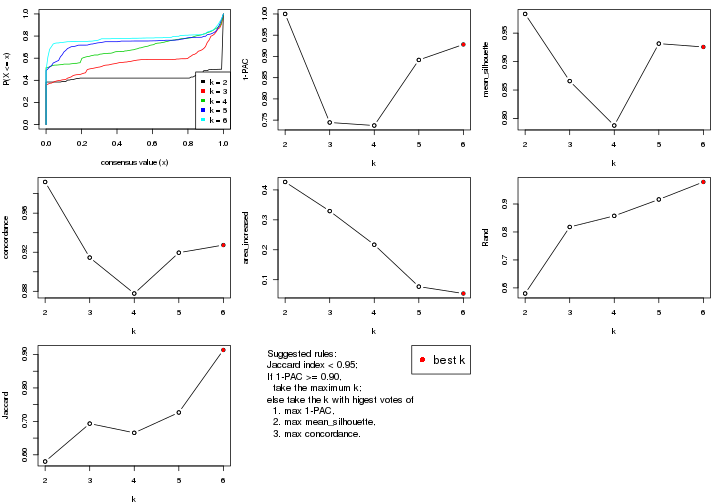 P(X <= x)
1.0
0.8
0.6
0.4
0.2
0.0
k = 2
k = 3
k = 4
k = 5
k = 6
0.0 0.2 0.4 0.6 0.8 1.0
consensus value (x)
1-PAC
1.00
0.95
0.90
0.85
0.80
0.75
2 3 4 5 6
k
mean_silhouette
0.95
0.90
0.85
0.80
2 3 4 5 6
k
concordance
0.96
0.92
0.88
2 3 4 5 6
k
area_increased
0.4
0.3
0.2
0.1
2 3 4 5 6
k
Rand
0.9
0.8
0.7
0.6
2 3 4 5 6
k
Jaccard
0.90
0.80
0.70
0.60
2 3 4 5 6
k
Suggested rules:
Jaccard index < 0.95;
If 1-PAC >= 0.90,
take the maximum k;
else take the k with higest votes of
1. max 1-PAC,
2. max mean_silhouette,
3. max concordance.
best k